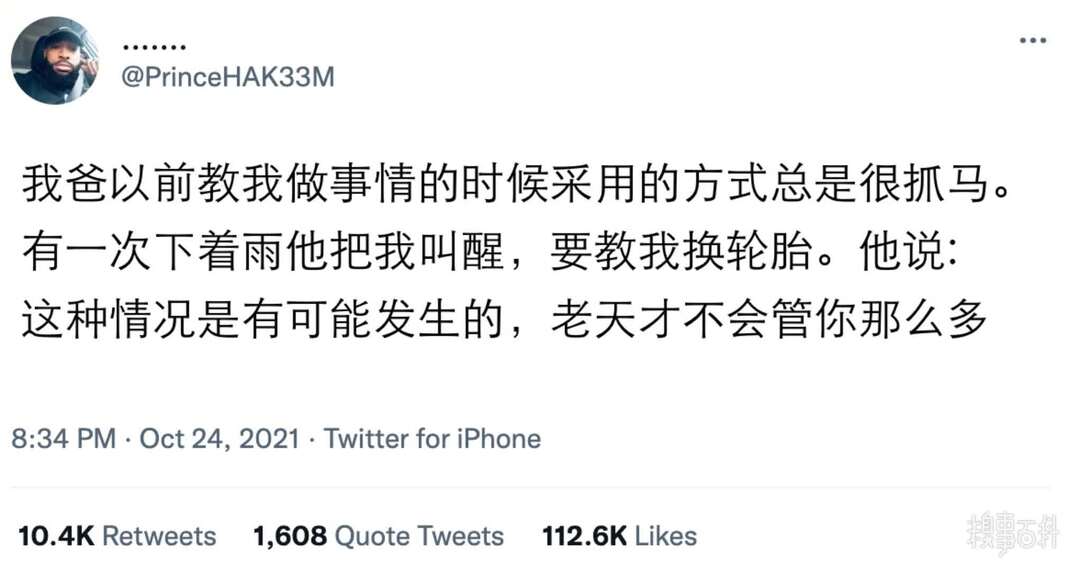 .......
@PrinceHAK33M
我爸以前教我做事情的时候采用的方式总是很抓马。
有一次下着雨他把我叫醒，要教我换轮胎。他说:
这种情况是有可能发生的，老天才不会管你那么多
8:34 PM · Oct 24, 2021 · Twitter for iPhone
10.4K Retweets 1,608 Quote Tweets 112.6K Likes
糗事百科